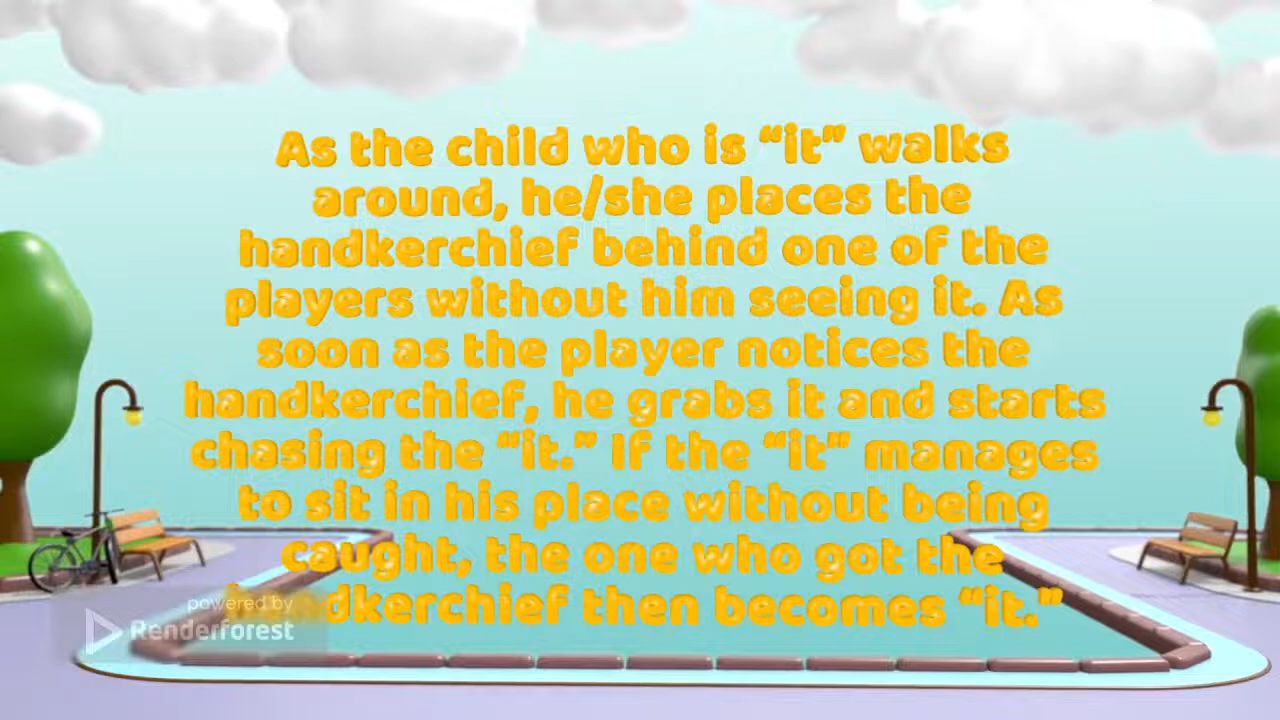 As the child who is “it” walks
around, he/she places the
handkerchief behind one of the
players without him seeing it. As
soon as the player notices the
handkerchief, he grabs it and starts
chasing the “it.” If the “it” manages
to sit in his place without being
caught, the one who got the
handkerchief then becomes “it.”
powered by
Renderforest